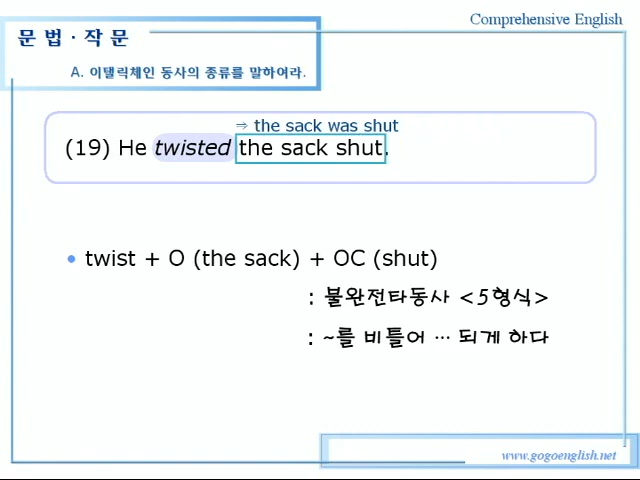 Comprehensive English
문 법 · 작 문
A. 이탤릭체인 동사의 종류를 말하여라.
⇒ the sack was shut
(19) He twisted the sack shut.
• twist + O (the sack) + OC (shut)
: 불완전타동사 <5형식>
: ~를 비틀어 … 되게 하다
www.gogoenglish.net